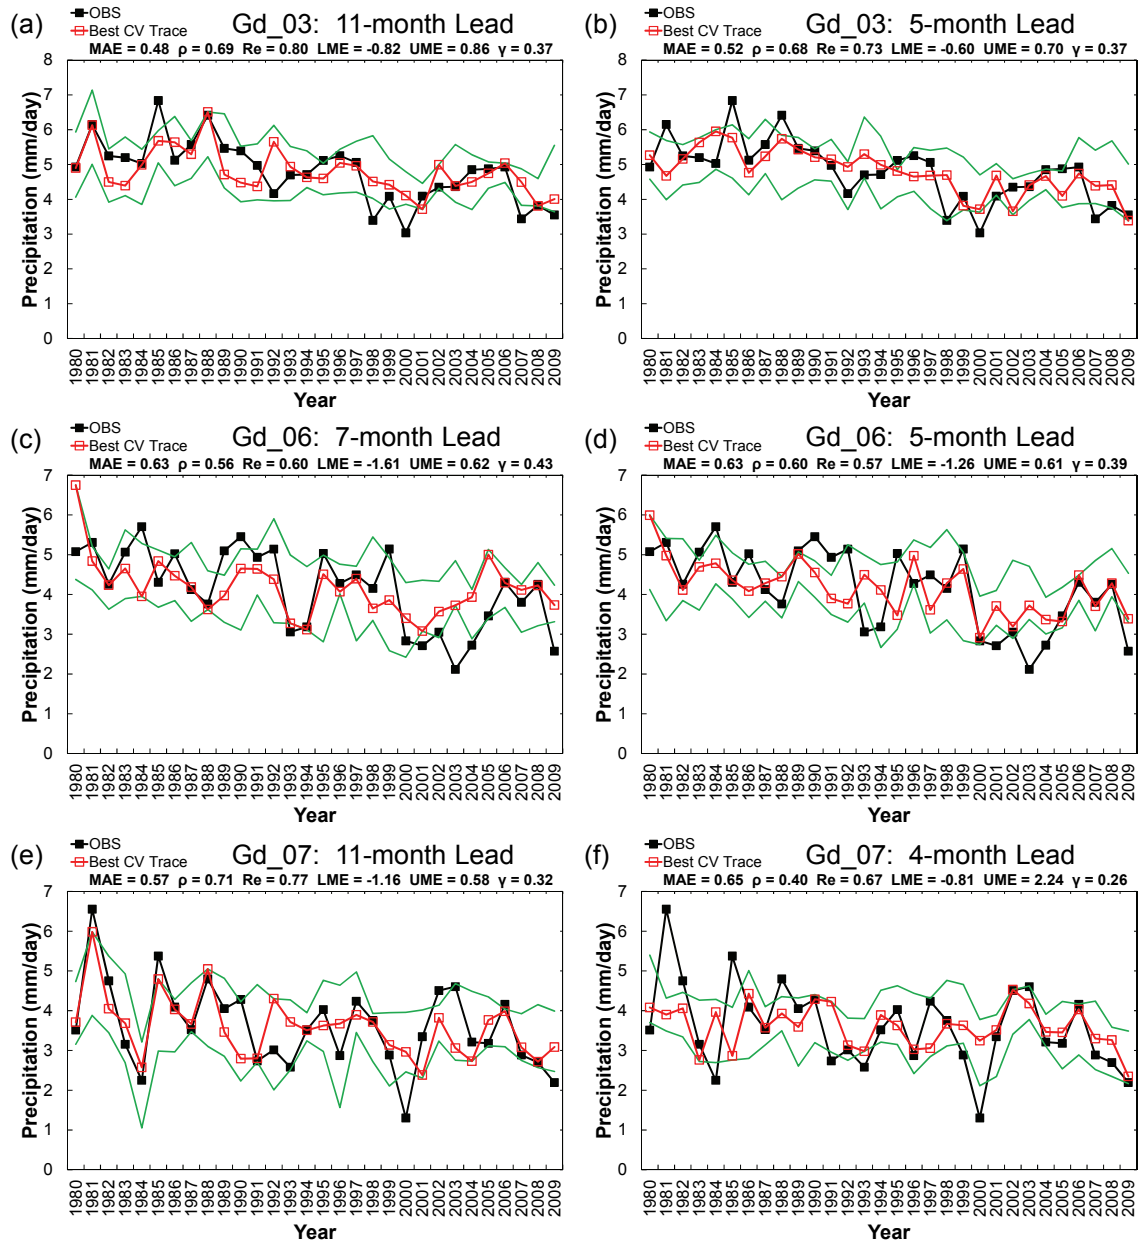 (a)
OBS
Best CV Trace
Gd_03: 11-month Lead
MAE = 0.48 ρ = 0.69 Re = 0.80 LME = -0.82 UME = 0.86 γ = 0.37
Precipitation (mm/day)
8
7
6
5
4
3
2
1
0
1980 1981 1982 1983 1984 1985 1986 1987 1988 1989 1990 1991 1992 1993 1994 1995 1996 1997 1998 1999 2000 2001 2002 2003 2004 2005 2006 2007 2008 2009
Year
(b)
OBS
Best CV Trace
Gd_03: 5-month Lead
MAE = 0.52 ρ = 0.68 Re = 0.73 LME = -0.60 UME = 0.70 γ = 0.37
Precipitation (mm/day)
8
7
6
5
4
3
2
1
0
1980 1981 1982 1983 1984 1985 1986 1987 1988 1989 1990 1991 1992 1993 1994 1995 1996 1997 1998 1999 2000 2001 2002 2003 2004 2005 2006 2007 2008 2009
Year
(c)
OBS
Best CV Trace
Gd_06: 7-month Lead
MAE = 0.63 ρ = 0.56 Re = 0.60 LME = -1.61 UME = 0.62 γ = 0.43
Precipitation (mm/day)
7
6
5
4
3
2
1
0
1980 1981 1982 1983 1984 1985 1986 1987 1988 1989 1990 1991 1992 1993 1994 1995 1996 1997 1998 1999 2000 2001 2002 2003 2004 2005 2006 2007 2008 2009
Year
(d)
OBS
Best CV Trace
Gd_06: 5-month Lead
MAE = 0.63 ρ = 0.60 Re = 0.57 LME = -1.26 UME = 0.61 γ = 0.39
Precipitation (mm/day)
7
6
5
4
3
2
1
0
1980 1981 1982 1983 1984 1985 1986 1987 1988 1989 1990 1991 1992 1993 1994 1995 1996 1997 1998 1999 2000 2001 2002 2003 2004 2005 2006 2007 2008 2009
Year
(e)
OBS
Best CV Trace
Gd_07: 11-month Lead
MAE = 0.57 ρ = 0.71 Re = 0.77 LME = -1.16 UME = 0.58 γ = 0.32
Precipitation (mm/day)
7
6
5
4
3
2
1
0
1980 1981 1982 1983 1984 1985 1986 1987 1988 1989 1990 1991 1992 1993 1994 1995 1996 1997 1998 1999 2000 2001 2002 2003 2004 2005 2006 2007 2008 2009
Year
(f)
OBS
Best CV Trace
Gd_07: 4-month Lead
MAE = 0.65 ρ = 0.40 Re = 0.67 LME = -0.81 UME = 2.24 γ = 0.26
Precipitation (mm/day)
7
6
5
4
3
2
1
0
1980 1981 1982 1983 1984 1985 1986 1987 1988 1989 1990 1991 1992 1993 1994 1995 1996 1997 1998 1999 2000 2001 2002 2003 2004 2005 2006 2007 2008 2009
Year